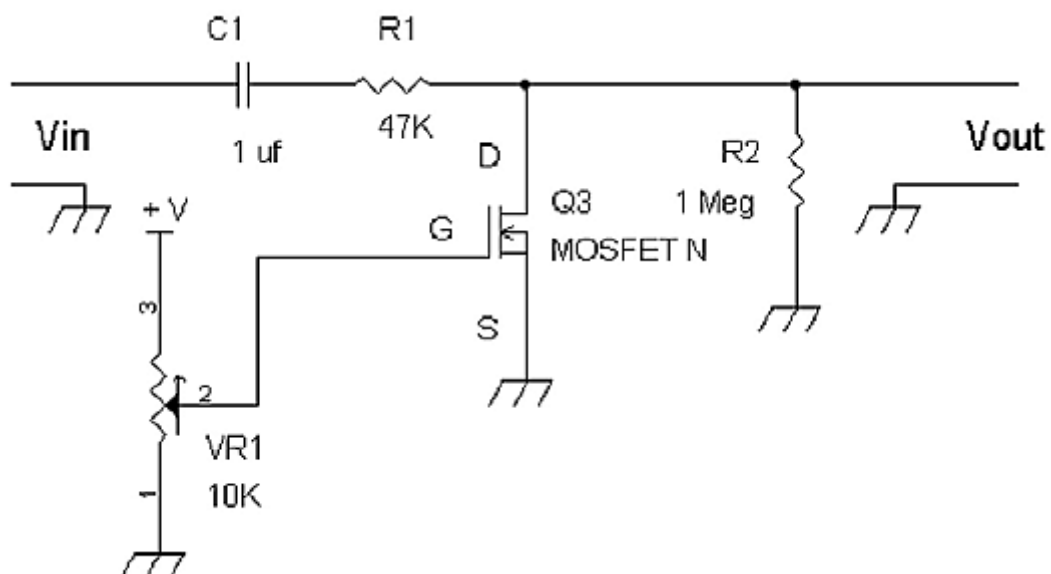 C1
R1
Vin
1 uf
47K
D
R2
1 Meg
Vout
+ V
G
Q3
MOSFET N
S
3
2
VR1
10K
1